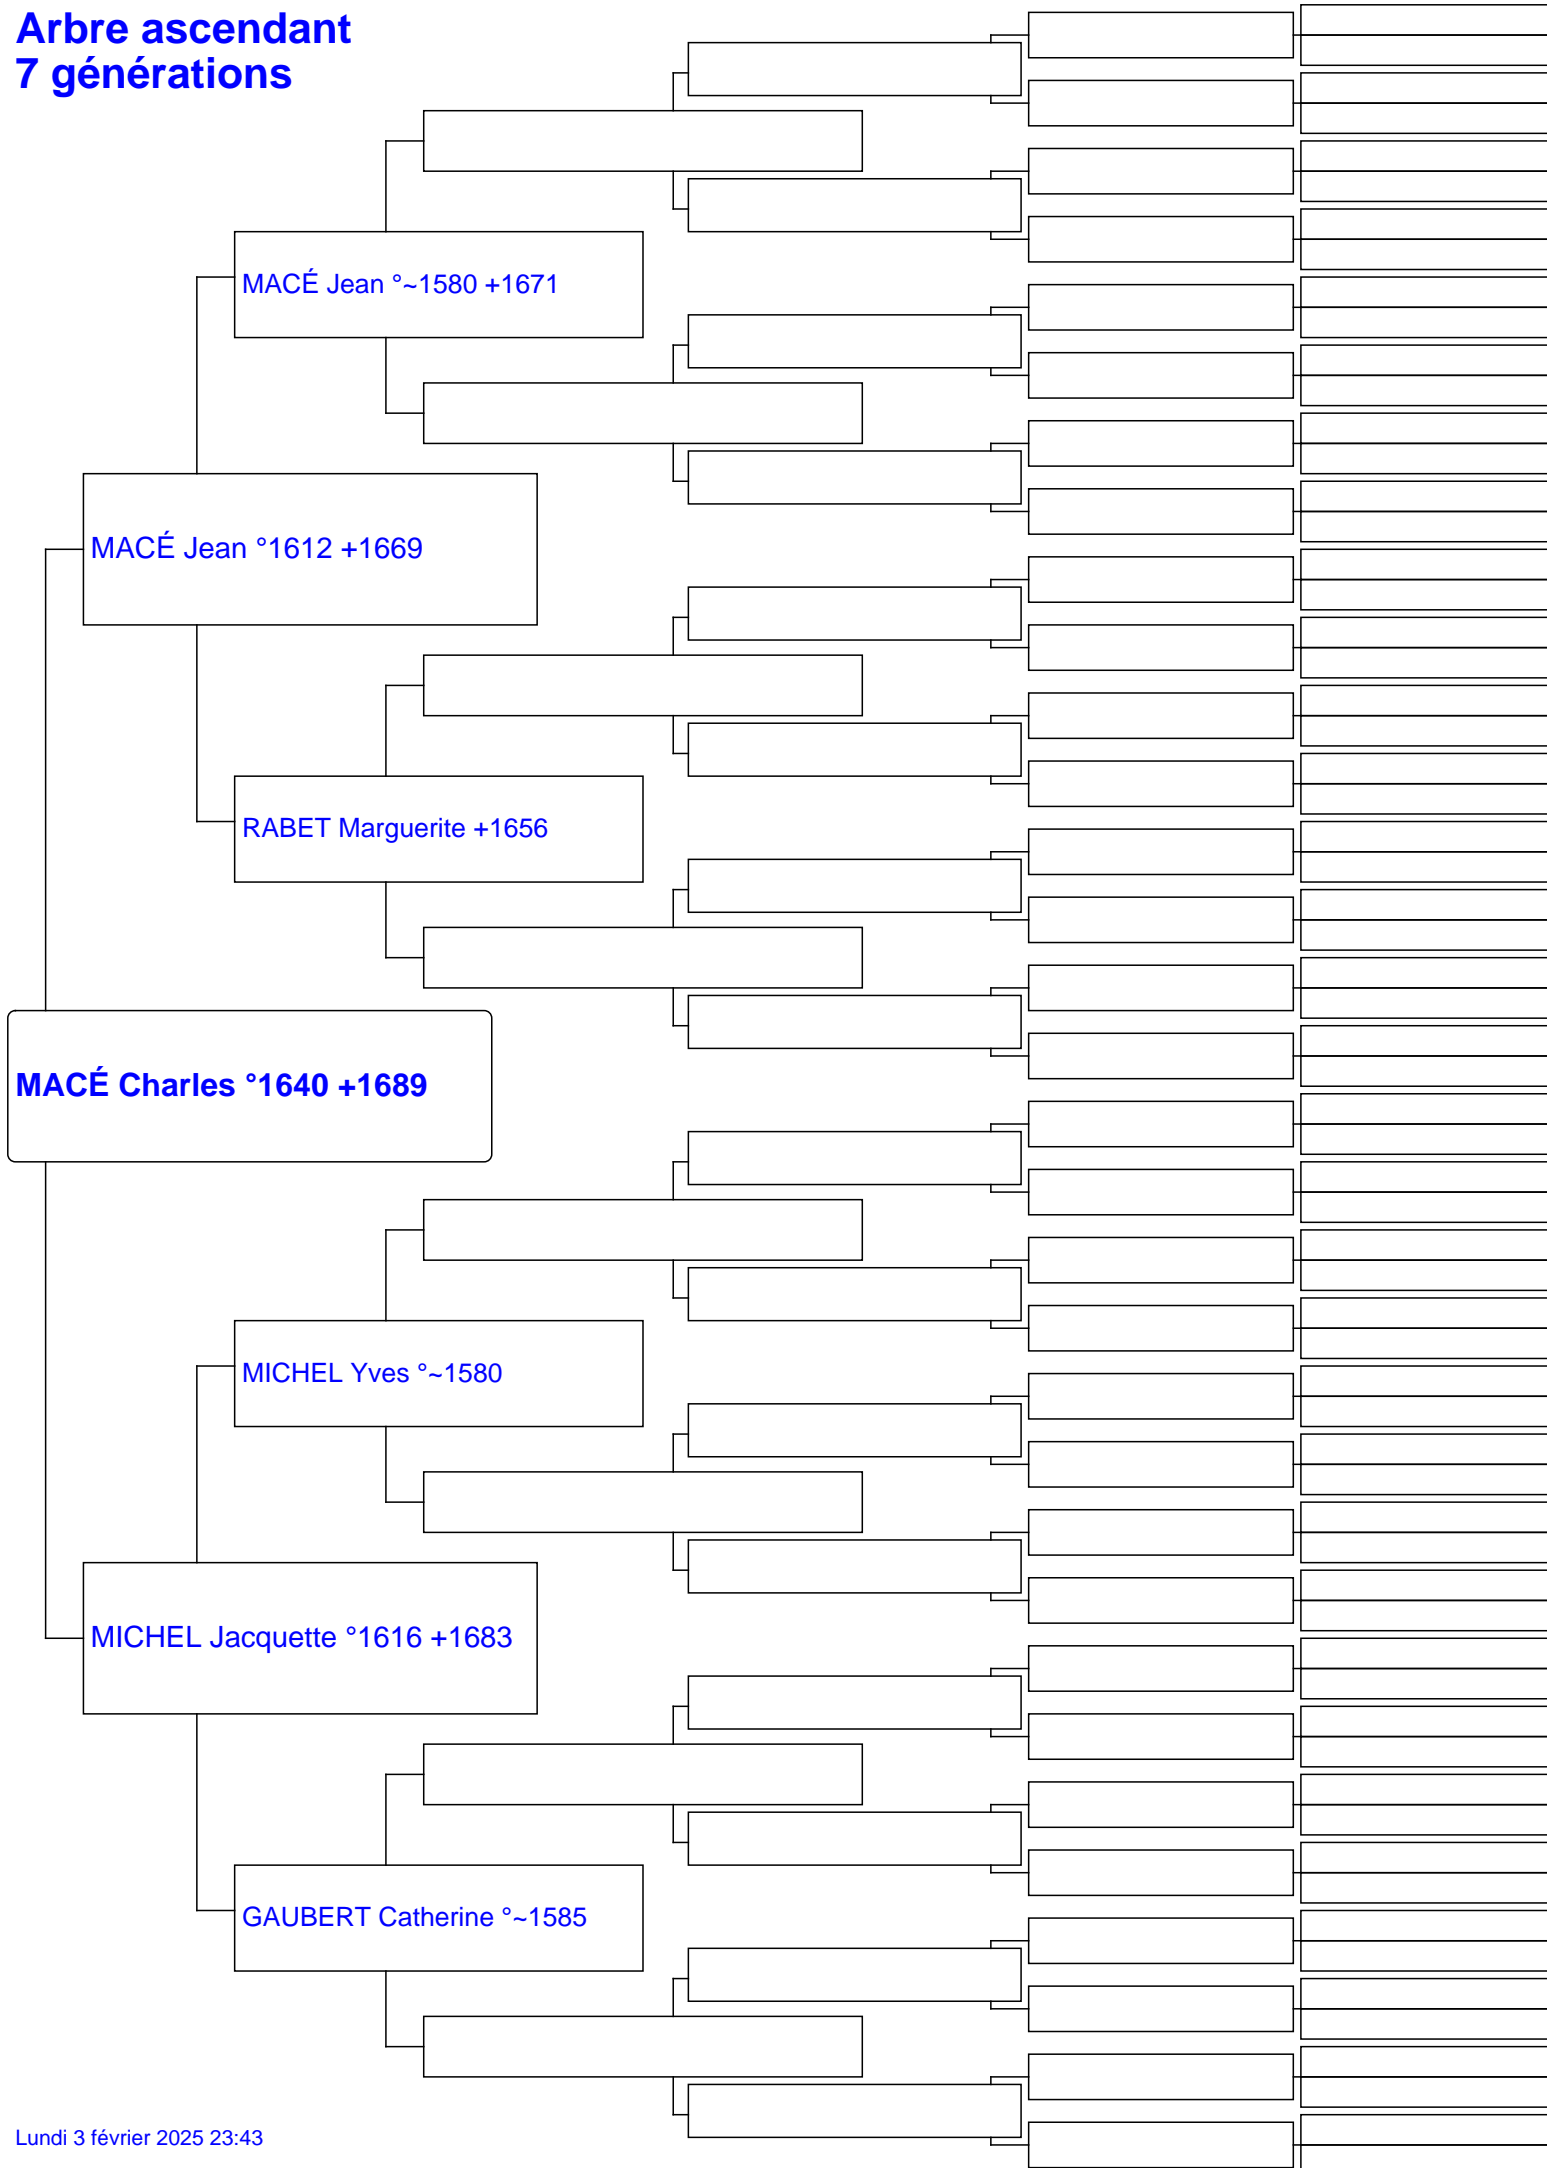 Arbre ascendant
7 générations
MACÉ Jean °~1580 +1671
MACÉ Jean °1612 +1669
RABET Marguerite +1656
MACÉ Charles °1640 +1689
MICHEL Yves °~1580
MICHEL Jacquette °1616 +1683
GAUBERT Catherine °~1585
Lundi 3 février 2025 23:43